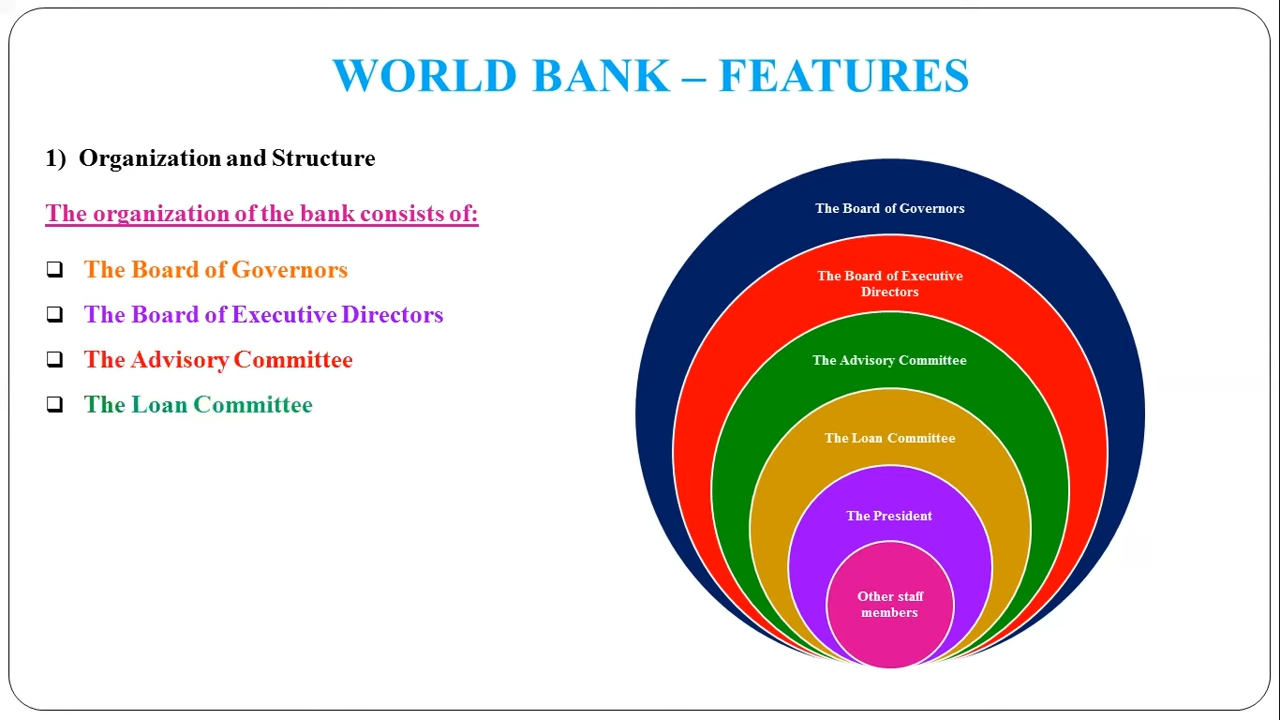 WORLD BANK – FEATURES
1) Organization and Structure
The organization of the bank consists of:
❑ The Board of Governors
❑ The Board of Executive Directors
❑ The Advisory Committee
❑ The Loan Committee
The Board of Governors
The Board of Executive
Directors
The Advisory Committee
The Loan Committee
The President
Other staff
members